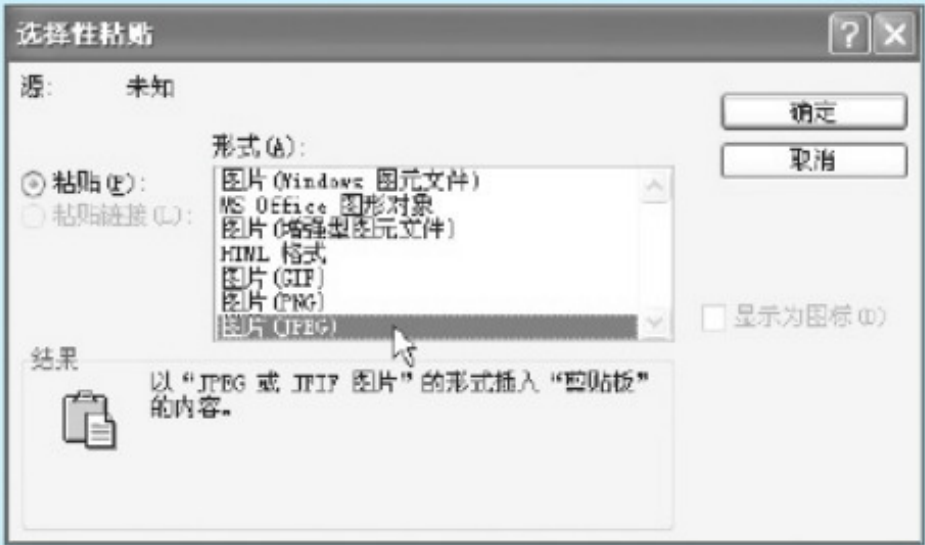 选择性粘贴
源: 未知
确定
取消
形式(A):
粘贴(P):
粘贴链接(L):
图片(Windows 图元文件)
MS Office 图形对象
图片(增强型图元文件)
HTML 格式
图片(GIF)
图片(PNG)
图片(JPEG)
显示为图标(D)
结果
以“JPEG 或 JFIF 图片”的形式插入“剪贴板”
的内容。